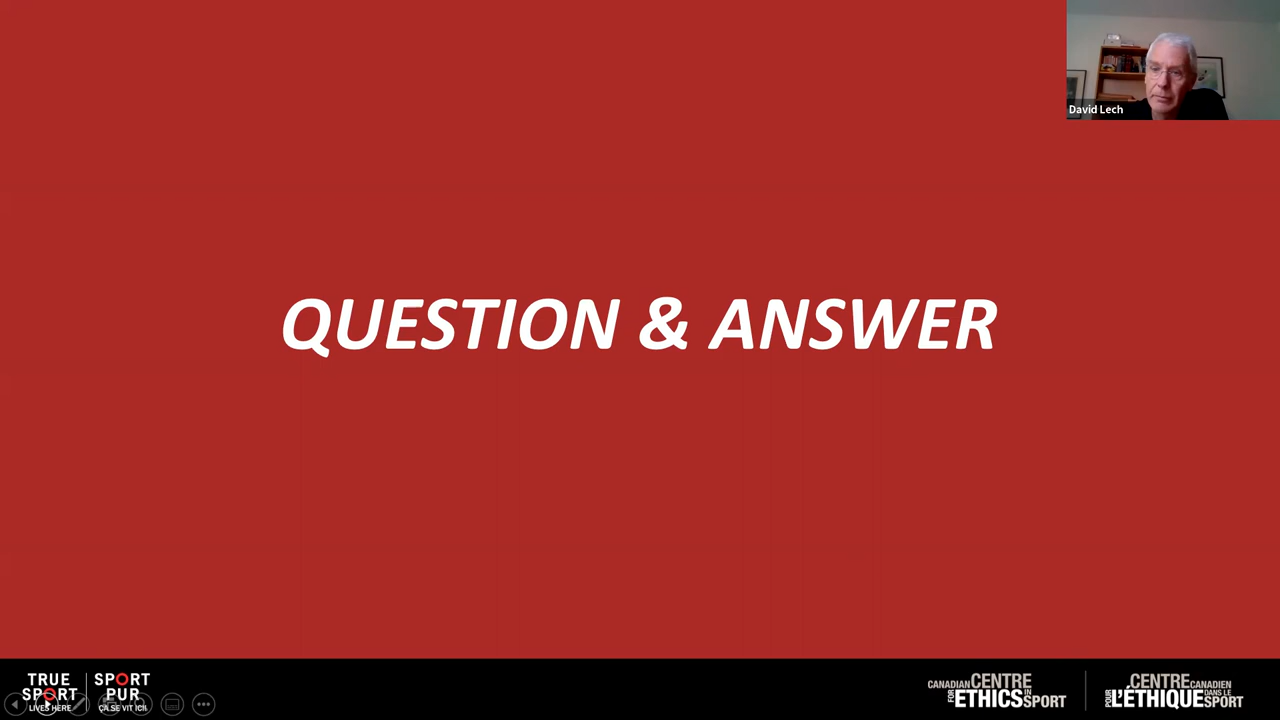 David Lech
QUESTION & ANSWER
TRUE
SPORT
LIVES HERE
SPORT
PUR
ÇA SE VIT ICI
CANADIAN CENTRE
FOR ETHICS IN SPORT
CENTRE CANADIEN
POUR L'ÉTHIQUE DANS LE SPORT